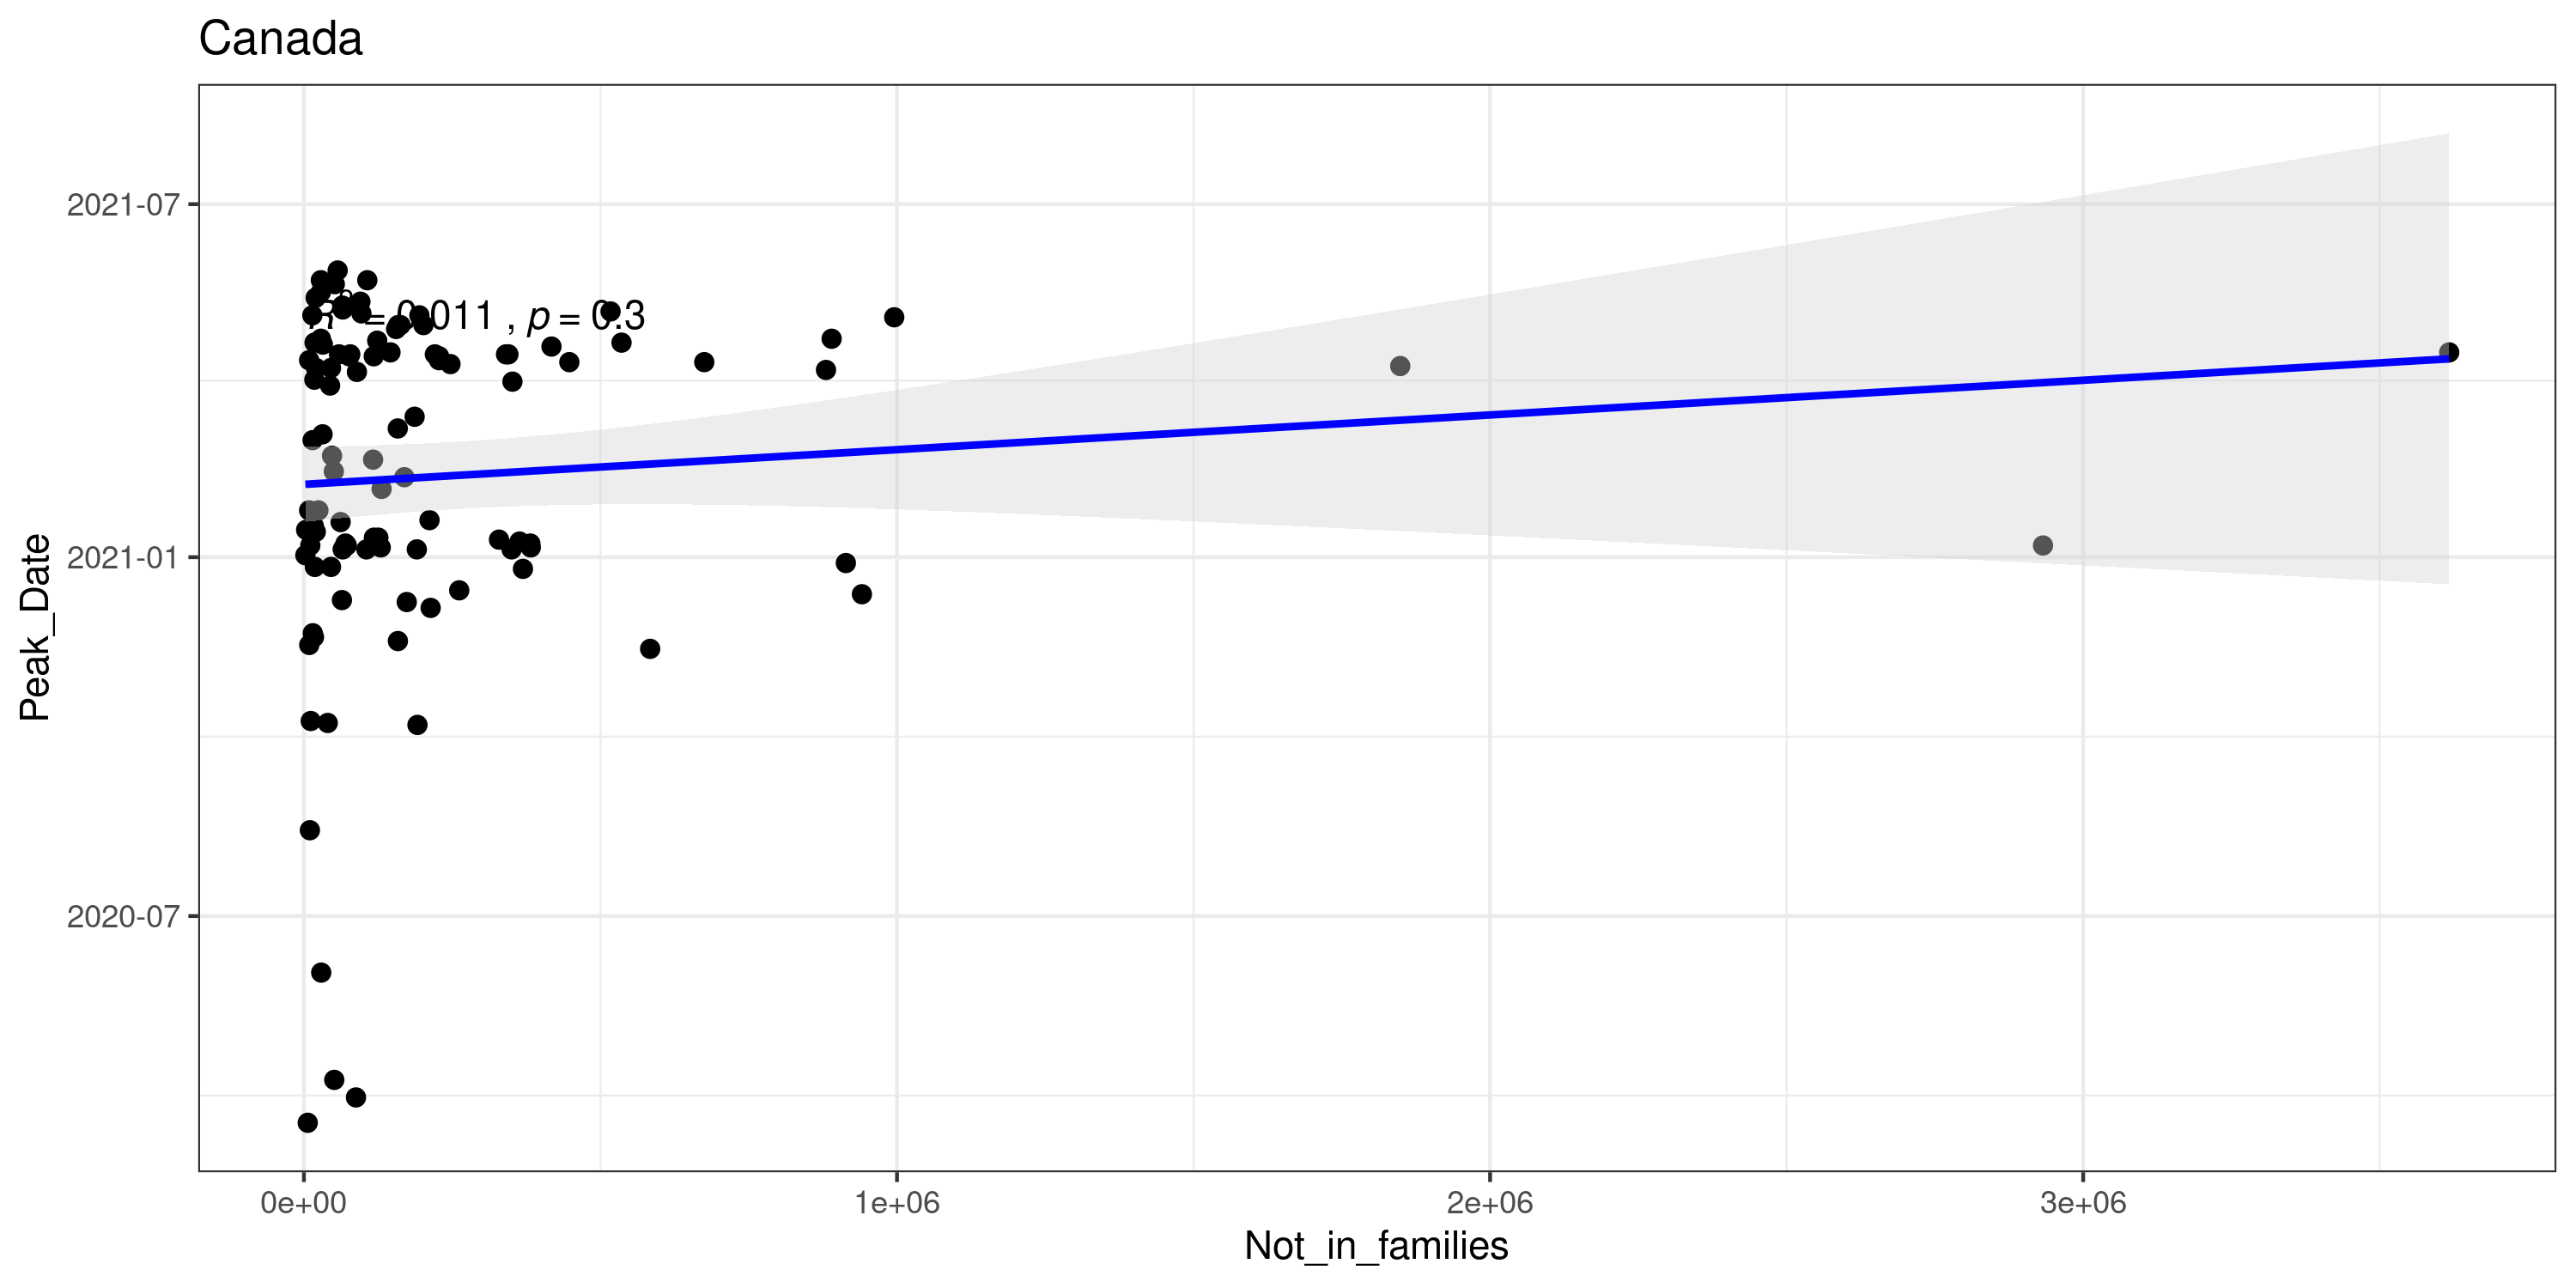 Canada
2021-07
R² = 0.011 , p = 0.3
2021-01
2020-07
Peak_Date
0e+00 1e+06 2e+06 3e+06
Not_in_families